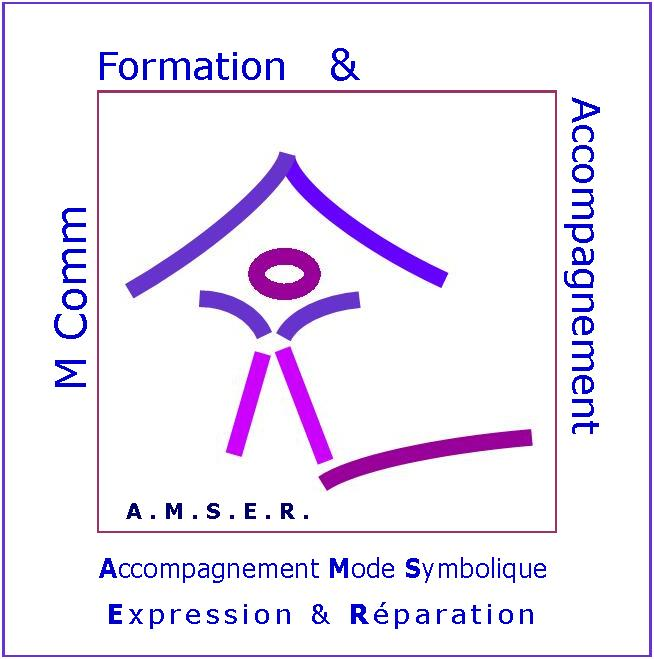 Formation &
Accompagnement
M Comm
A.M.S.E.R.
Accompagnement Mode Symbolique
Expression & Réparation